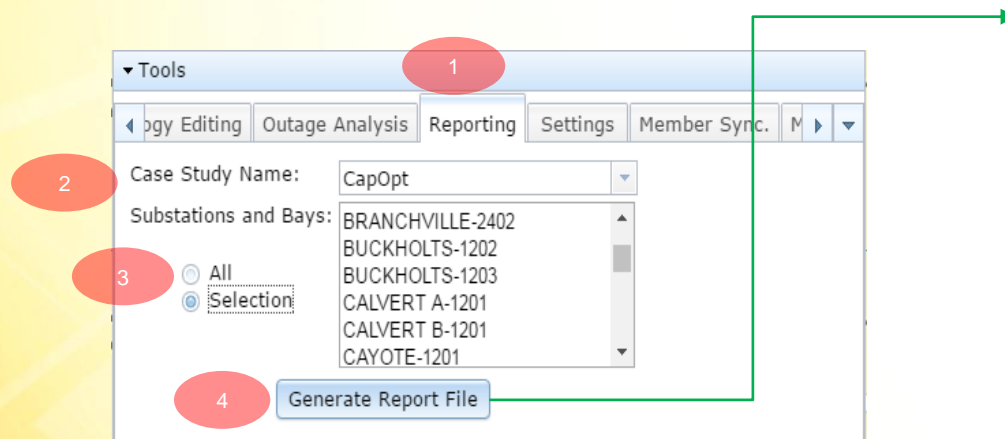 1
Tools
ogy Editing Outage Analysis Reporting Settings Member Sync. M
2
Case Study Name: CapOpt
Substations and Bays:
BRANCHVILLE-2402
BUCKHOLTS-1202
BUCKHOLTS-1203
CALVERT A-1201
CALVERT B-1201
CAYOTE-1201
3
All
Selection
4
Generate Report File